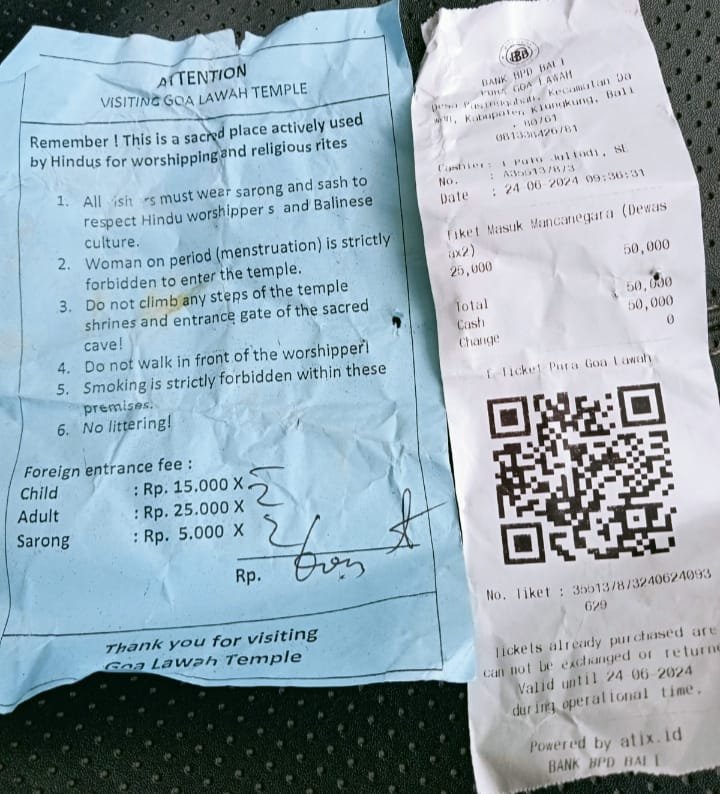 ATTENTION
VISITING GOA LAWAH TEMPLE
Remember ! This is a sacred place actively used
by Hindus for worshipping and religious rites
1. All must wear sarong and sash to
respect Hindu worshipper s and Balinese
culture.
2. Woman on period (menstruation) is strictly
forbidden to enter the temple.
3. Do not climb any steps of the temple
shrines and entrance gate of the sacred
cave!
4. Do not walk in front of the worshipper!
5. Smoking is strictly forbidden within these
premises.
6. No littering!
Foreign entrance fee :
Child : Rp. 15.000 X
Adult : Rp. 25.000 X 2
Sarong : Rp. 5.000 X 2
Rp.
Thank you for visiting
Goa Lawah Temple
BANK BPD BALI
PURA GOA LAWAH
Desa Kecamatan Da
wan, Kabupaten Klungkung, Bali
, 80761
Cashier: I Putu SE
No. :
Date : 24-06-2024 09:36:31
Tiket Masuk Mancanegara (Dewas
ax2)
25,000 50,000
Total 50,000
Cash 50,000
Change 0
E-Ticket Pura Goa Lawah
No. Tiket :
629
Tickets already purchased are
can not be exchanged or returne
Valid until 24-06-2024
during operational time.
Powered by atix.id
BANK BPD BALI